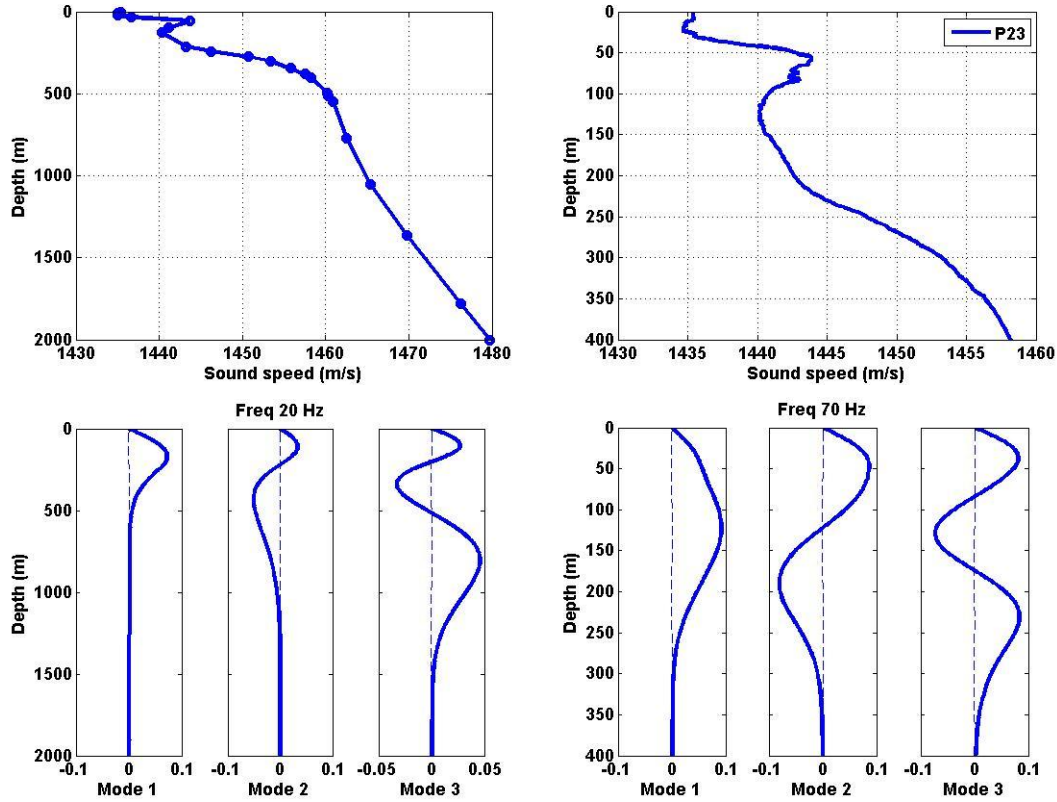 0
500
1000
1500
2000
Depth (m)
1430 1440 1450 1460 1470 1480
Sound speed (m/s)
0
50
100
150
200
250
300
350
400
Depth (m)
P23
1430 1435 1440 1445 1450 1455 1460
Sound speed (m/s)
Freq 20 Hz
0
500
1000
1500
2000
Depth (m)
-0.1 0 0.1 -0.1 0 0.1 -0.05 0 0.05
Mode 1 Mode 2 Mode 3
Freq 70 Hz
0
50
100
150
200
250
300
350
400
Depth (m)
-0.1 0 0.1 -0.1 0 0.1 -0.1 0 0.1
Mode 1 Mode 2 Mode 3